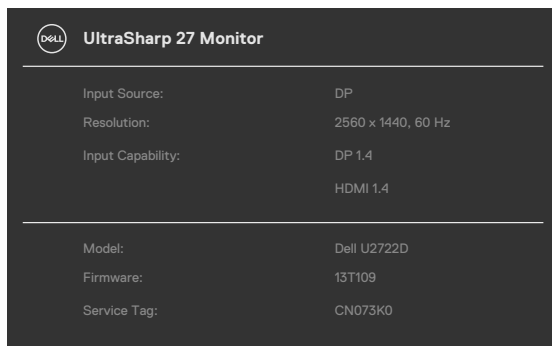 DELL UltraSharp 27 Monitor
Input Source: DP
Resolution: 2560 x 1440, 60 Hz
Input Capability: DP 1.4
HDMI 1.4
Model: Dell U2722D
Firmware: 13T109
Service Tag: CN073K0